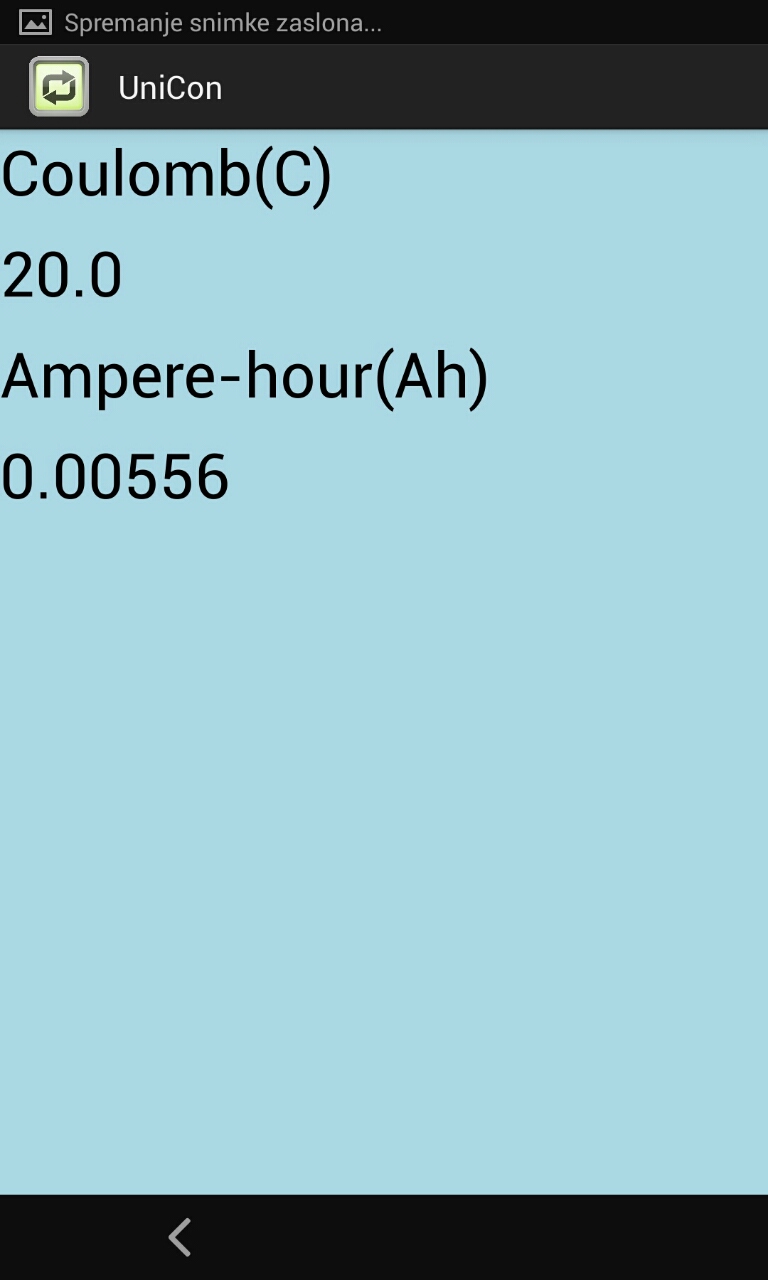 Spremanje snimke zaslona...
UniCon
Coulomb(C)
20.0
Ampere-hour(Ah)
0.00556